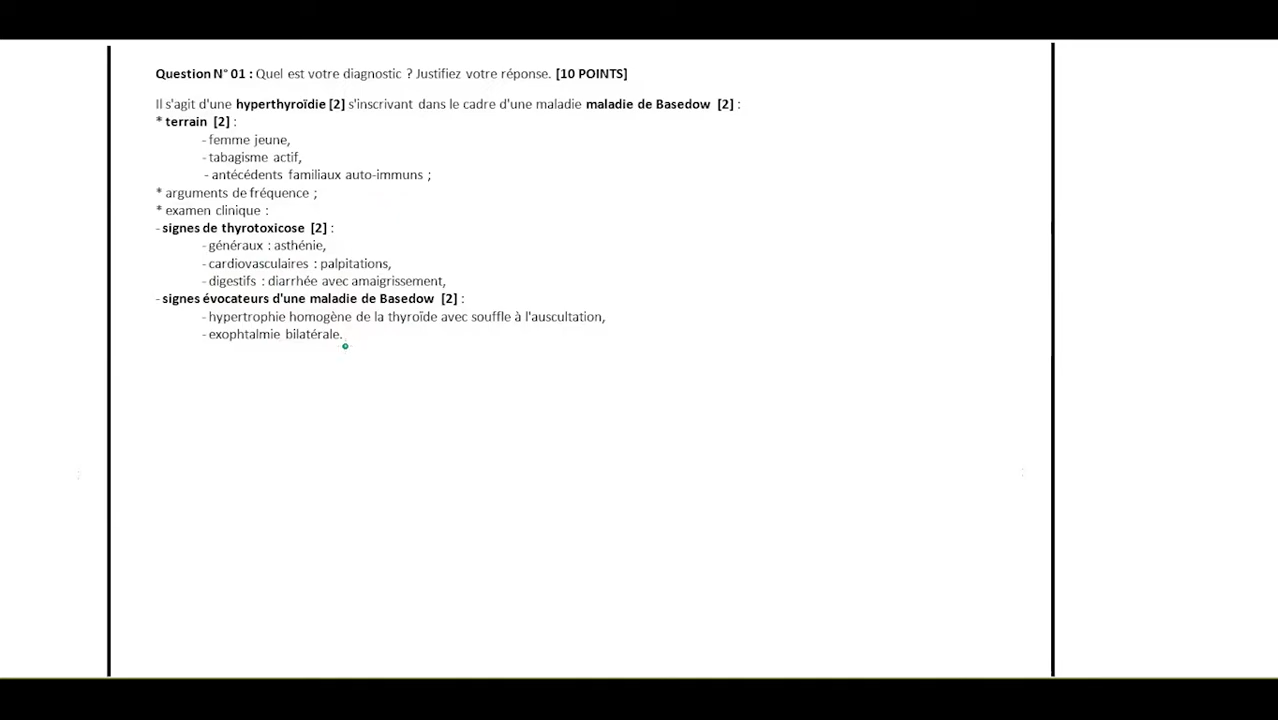 Question N° 01 : Quel est votre diagnostic ? Justifiez votre réponse. [10 POINTS]
Il s'agit d'une hyperthyroïdie [2] s'inscrivant dans le cadre d'une maladie maladie de Basedow [2] :
* terrain [2] :
- femme jeune,
- tabagisme actif,
- antécédents familiaux auto-immuns ;
* arguments de fréquence ;
* examen clinique :
- signes de thyrotoxicose [2] :
- généraux : asthénie,
- cardiovasculaires : palpitations,
- digestifs : diarrhée avec amaigrissement,
- signes évocateurs d'une maladie de Basedow [2] :
- hypertrophie homogène de la thyroïde avec souffle à l'auscultation,
- exophtalmie bilatérale.